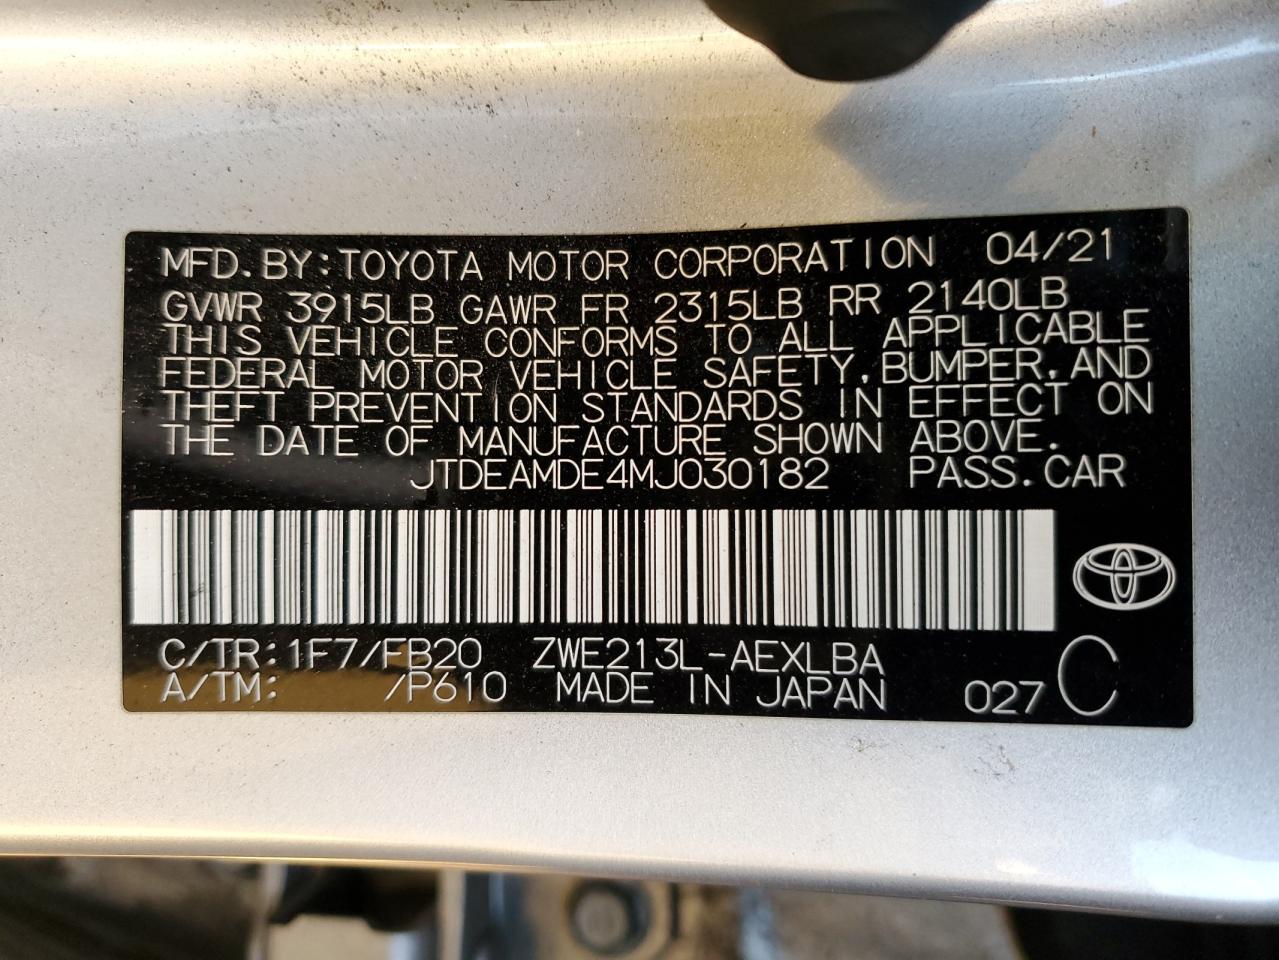 MFD.BY:TOYOTA MOTOR CORPORATION 04/21
GVWR 3915LB GAWR FR 2315LB RR 2140LB
THIS VEHICLE CONFORMS TO ALL APPLICABLE
FEDERAL MOTOR VEHICLE SAFETY,BUMPER,AND
THEFT PREVENTION STANDARDS IN EFFECT ON
THE DATE OF MANUFACTURE SHOWN ABOVE.
JTDEAMDE4MJ030182 PASS.CAR
C/TR:1F7/FB20 ZWE213L-AEXLBA
A/TM: /P610 MADE IN JAPAN 027 C